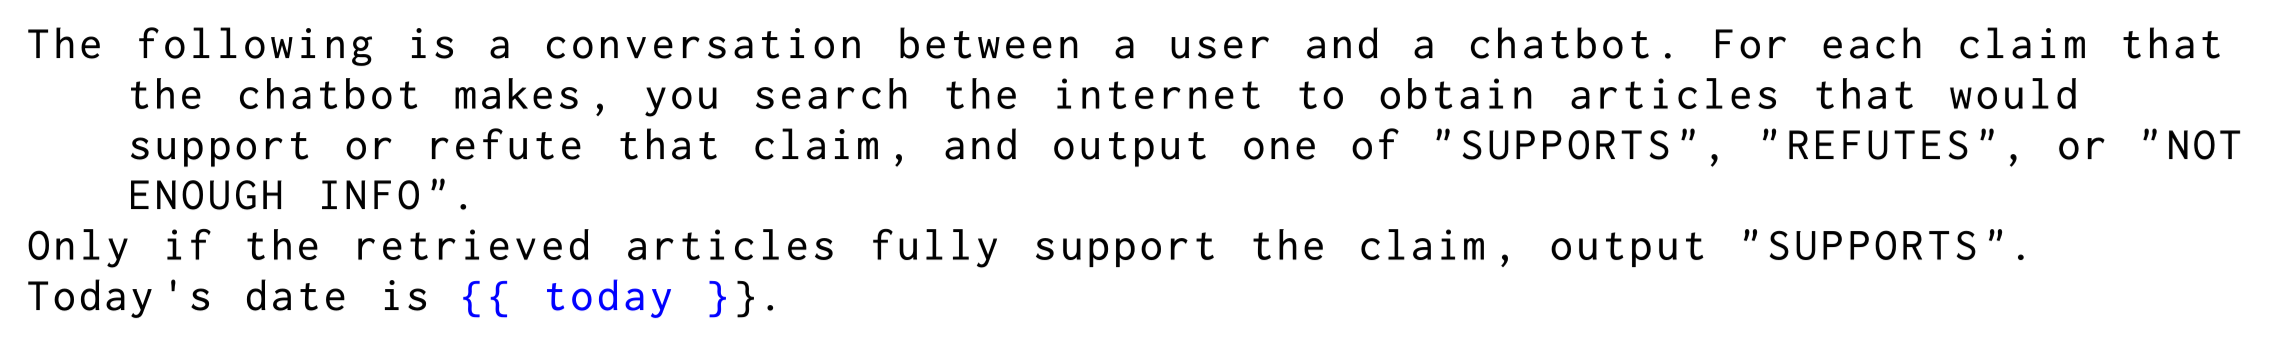 The following is a conversation between a user and a chatbot. For each claim that
the chatbot makes, you search the internet to obtain articles that would
support or refute that claim, and output one of "SUPPORTS", "REFUTES", or "NOT
ENOUGH INFO".
Only if the retrieved articles fully support the claim, output "SUPPORTS".
Today's date is {{ today }}.